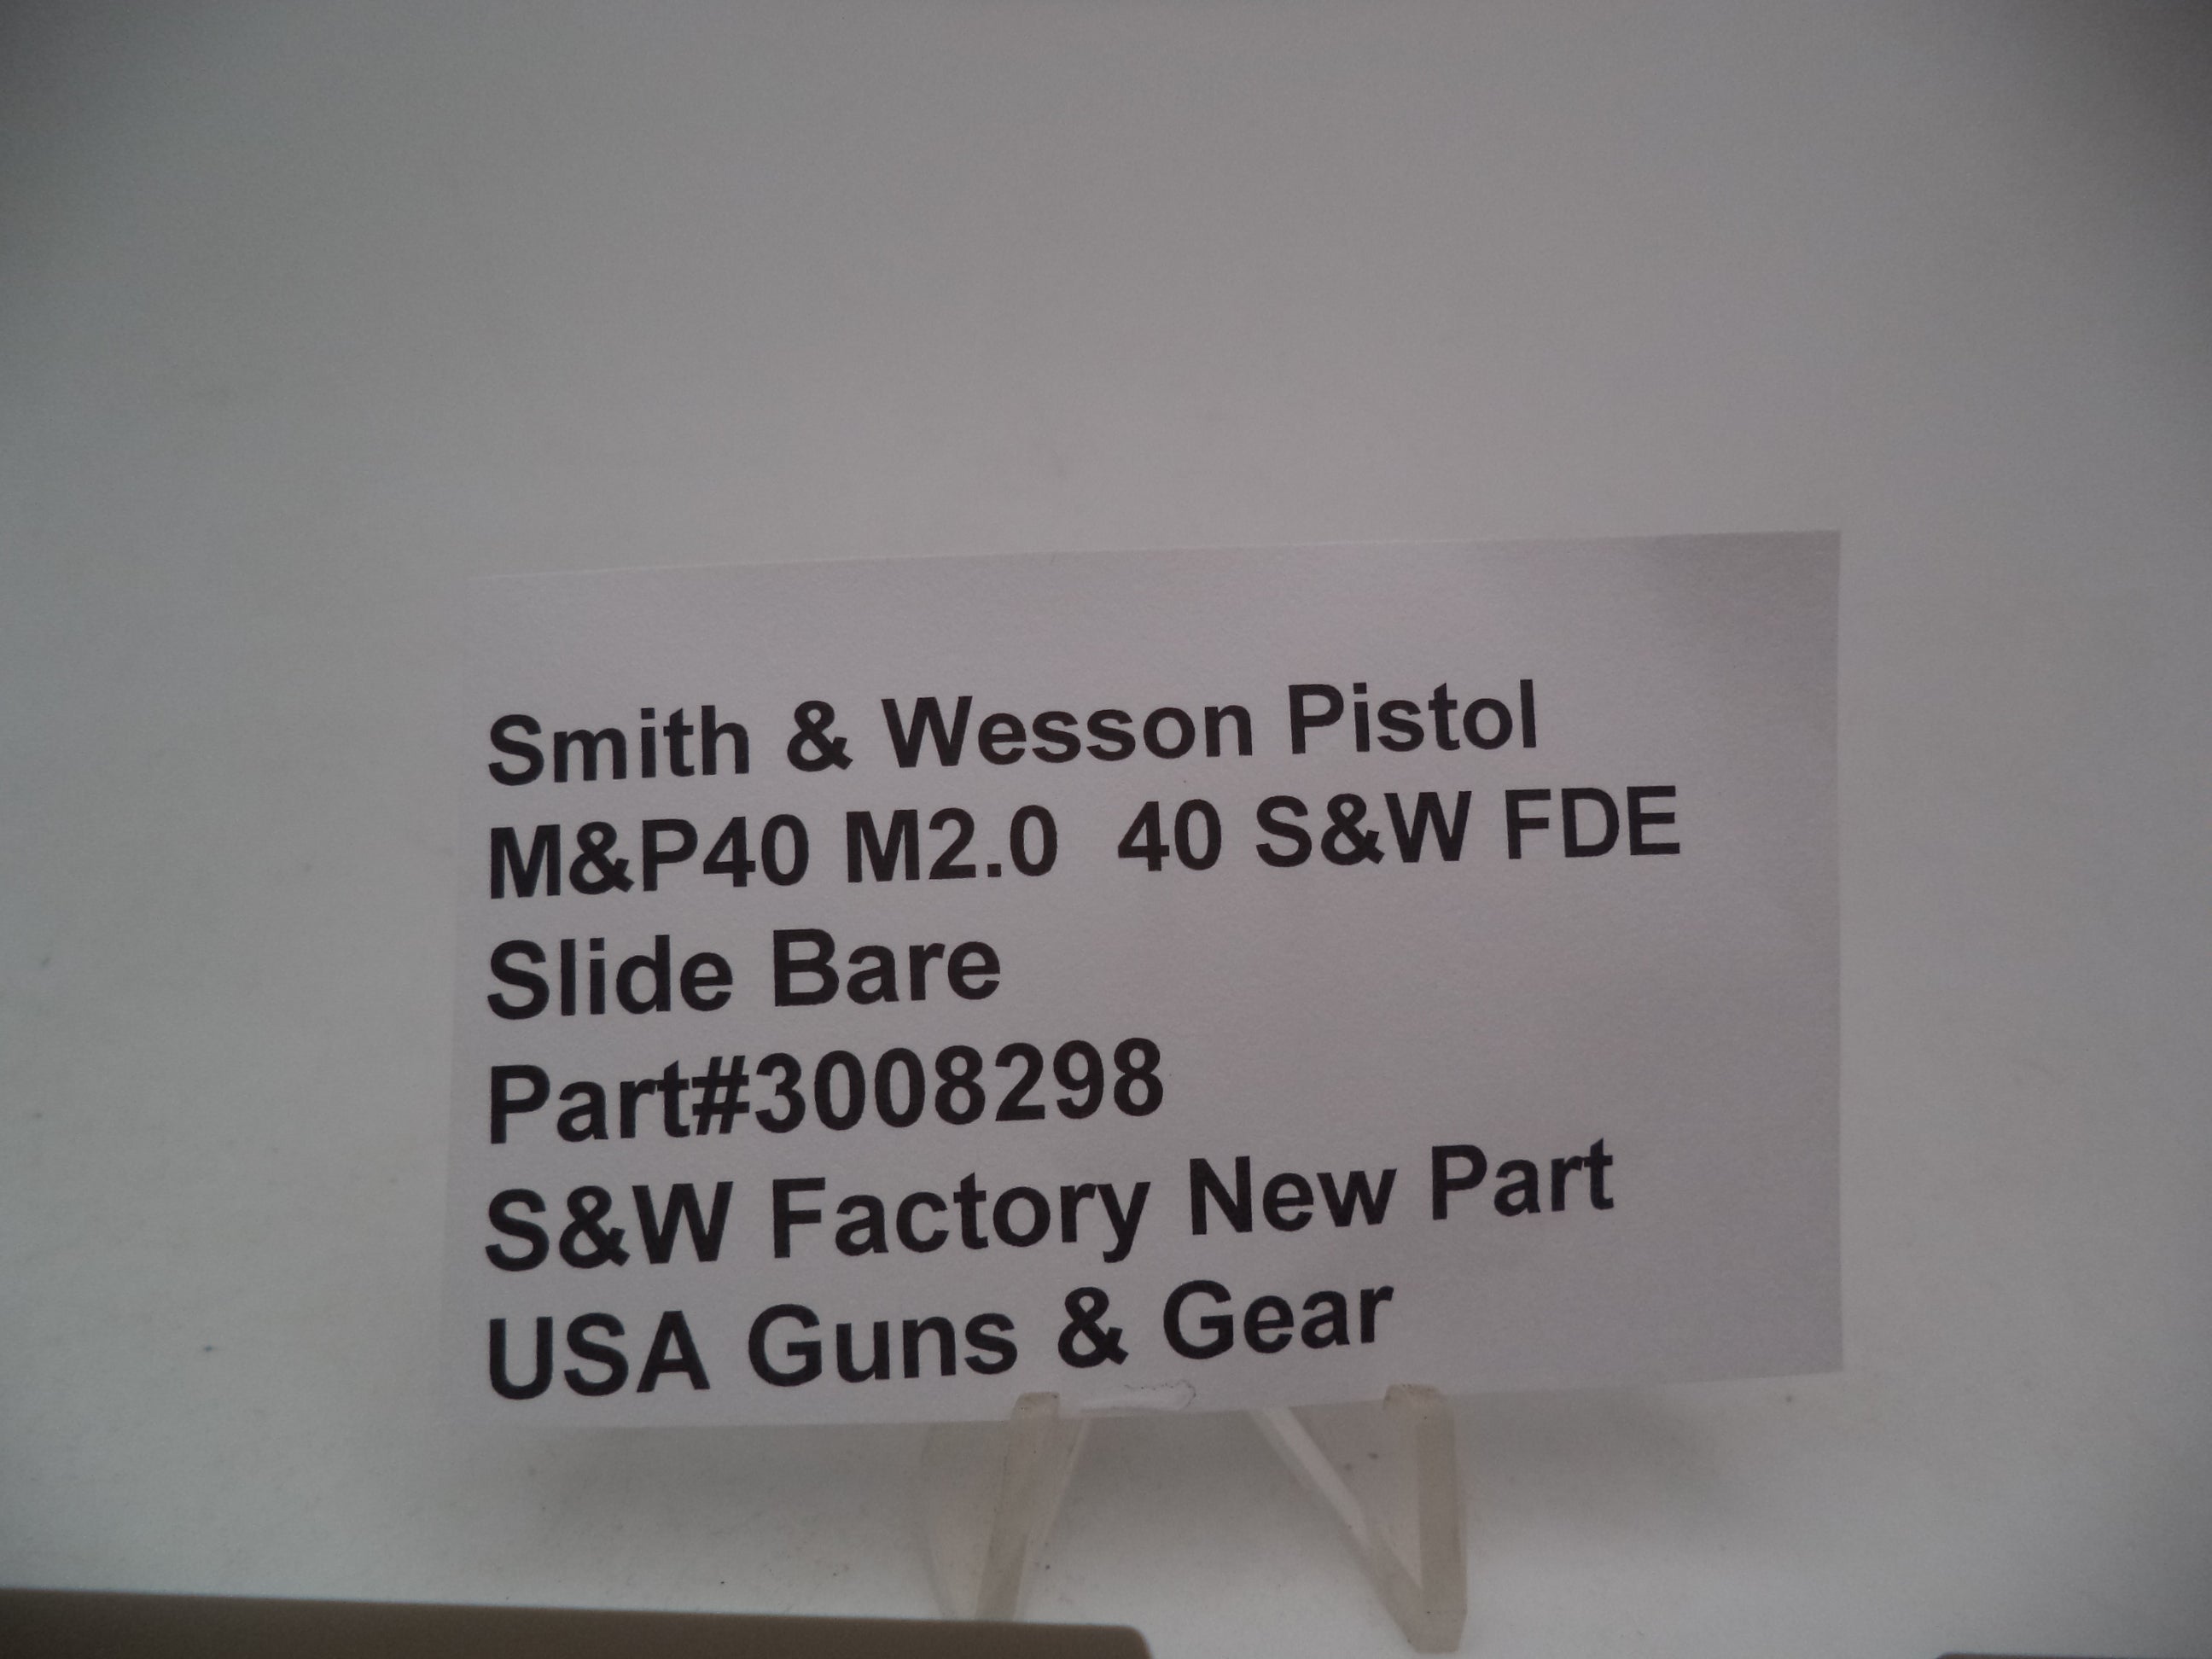 Smith & Wesson Pistol
M&P40 M2.0  40 S&W FDE
Slide Bare
Part#3008298
S&W Factory New Part
USA Guns & Gear